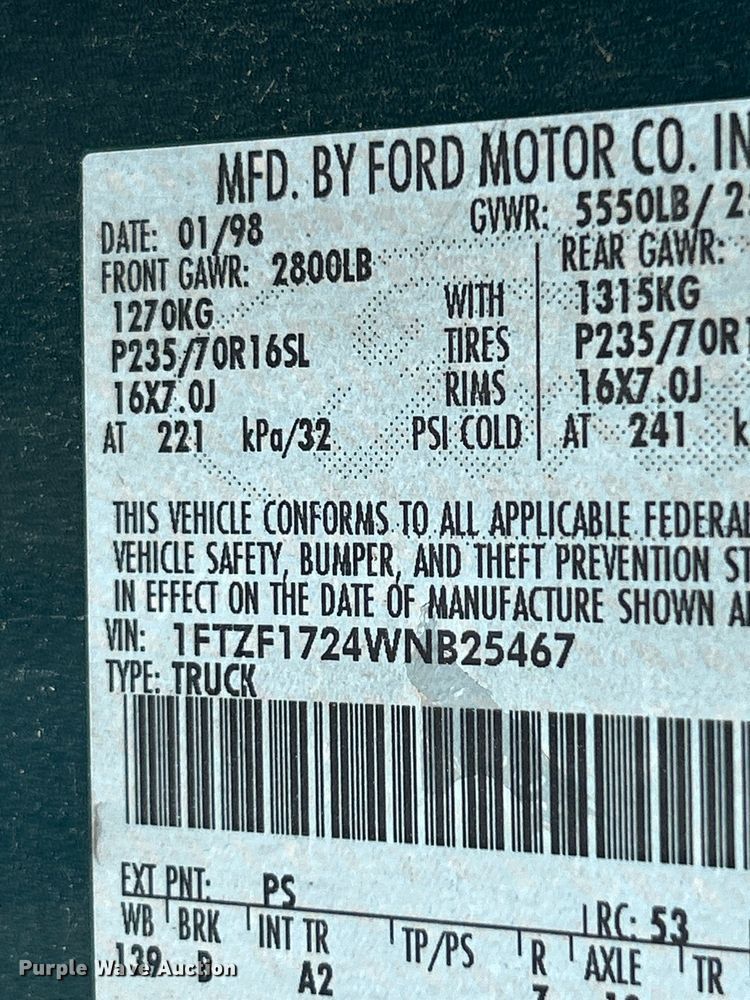 MFD. BY FORD MOTOR CO. IN
DATE: 01/98 GVWR: 5550LB/ 2
FRONT GAWR: 2800LB REAR GAWR:
1270KG WITH 1315KG
P235/70R16SL TIRES P235/70R1
16X7.0J RIMS 16X7.0J
AT 221 kPa/32 PSI COLD AT 241 k
THIS VEHICLE CONFORMS TO ALL APPLICABLE FEDERAL
VEHICLE SAFETY, BUMPER, AND THEFT PREVENTION ST
IN EFFECT ON THE DATE OF MANUFACTURE SHOWN A
VIN: 1FTZF1724WNB25467
TYPE: TRUCK
EXT PNT: PS RC: 53
WB BRK INT TR TP/PS R AXLE TR
139 D A2
Purple Wave Auction